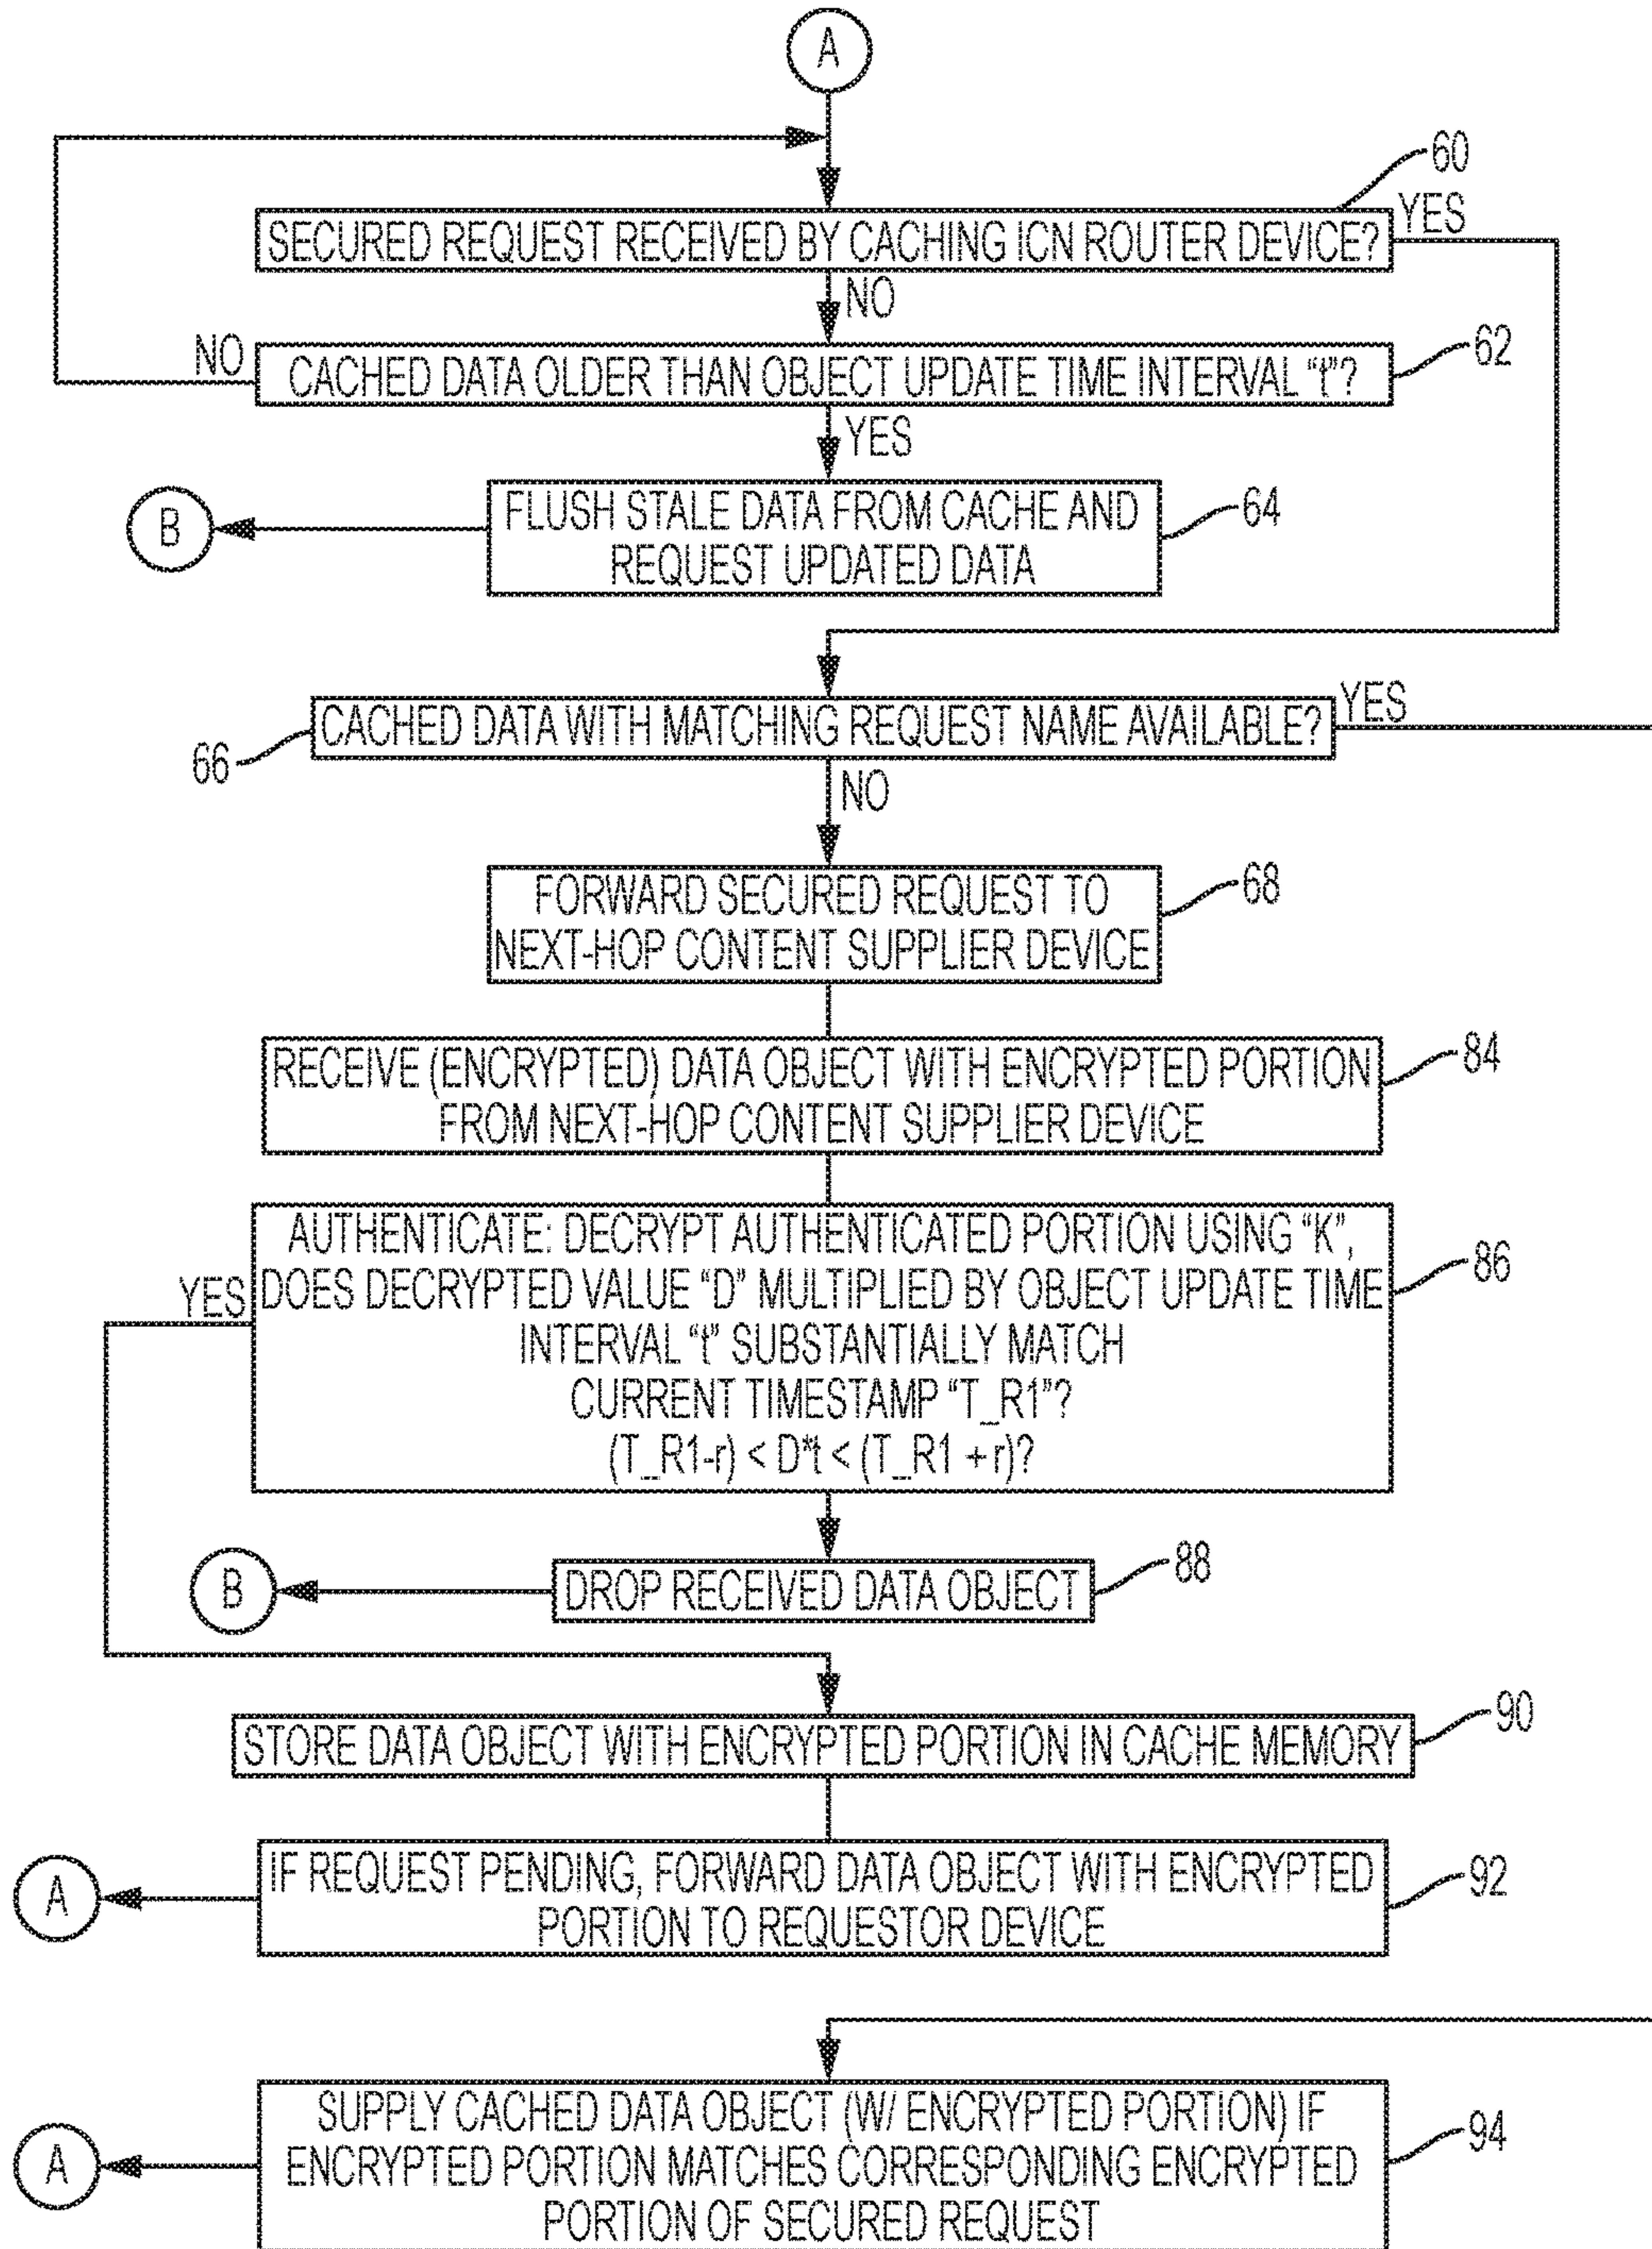 A
60
SECURED REQUEST RECEIVED BY CACHING ICN ROUTER DEVICE?
YES
NO
NO
CACHED DATA OLDER THAN OBJECT UPDATE TIME INTERVAL "t"?
62
YES
B
FLUSH STALE DATA FROM CACHE AND
REQUEST UPDATED DATA
64
CACHED DATA WITH MATCHING REQUEST NAME AVAILABLE?
YES
66
NO
FORWARD SECURED REQUEST TO
NEXT-HOP CONTENT SUPPLIER DEVICE
68
RECEIVE (ENCRYPTED) DATA OBJECT WITH ENCRYPTED PORTION
FROM NEXT-HOP CONTENT SUPPLIER DEVICE
84
YES
AUTHENTICATE: DECRYPT AUTHENTICATED PORTION USING "K",
DOES DECRYPTED VALUE "D" MULTIPLIED BY OBJECT UPDATE TIME
INTERVAL "t" SUBSTANTIALLY MATCH
CURRENT TIMESTAMP "T_R1"?
(T_R1-r) < D*t < (T_R1 + r)?
86
B
DROP RECEIVED DATA OBJECT
88
STORE DATA OBJECT WITH ENCRYPTED PORTION IN CACHE MEMORY
90
A
IF REQUEST PENDING, FORWARD DATA OBJECT WITH ENCRYPTED
PORTION TO REQUESTOR DEVICE
92
A
SUPPLY CACHED DATA OBJECT (W/ ENCRYPTED PORTION) IF
ENCRYPTED PORTION MATCHES CORRESPONDING ENCRYPTED
PORTION OF SECURED REQUEST
94